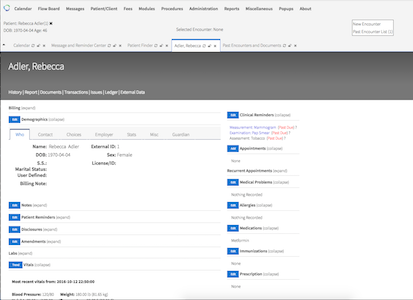 Calendar Flow Board Messages Patient/Client Fees Modules Procedures Administration Reports Miscellaneous Popups About
Patient: Rebecca Adler(1)
DOB: 1970-04-04 Age: 46
Selected Encounter: None
New Encounter
Past Encounter List (1)
Calendar Message and Reminder Center Patient Finder Adler, Rebecca Past Encounters and Documents
Adler, Rebecca
History | Report | Documents | Transactions | Issues | Ledger | External Data
Billing (expand)
Edit Demographics (collapse)
Who Contact Choices Employer Stats Misc Guardian
Name: Rebecca Adler External ID: 1
DOB: 1970-04-04 Sex: Female
S.S.: License/ID:
Marital Status:
User Defined:
Billing Note:
Edit Notes (expand)
Edit Patient Reminders (expand)
Edit Disclosures (expand)
Edit Amendments (expand)
Labs (expand)
Trend Vitals (collapse)
Most recent vitals from: 2016-10-12 22:50:00
Blood Pressure: 120/80 Weight:
Edit Clinical Reminders (collapse)
Measurement: Mammogram (Past Due)
Examination: Pap Smear (Past Due)
Assessment: Tobacco (Past Due)
Add Appointments (collapse)
None
Recurrent Appointments (expand)
Edit Medical Problems (collapse)
Nothing Recorded
Edit Allergies (collapse)
Nothing Recorded
Edit Medications (collapse)
Metformin
Edit Immunizations (collapse)
None
Edit Prescription (collapse)
None